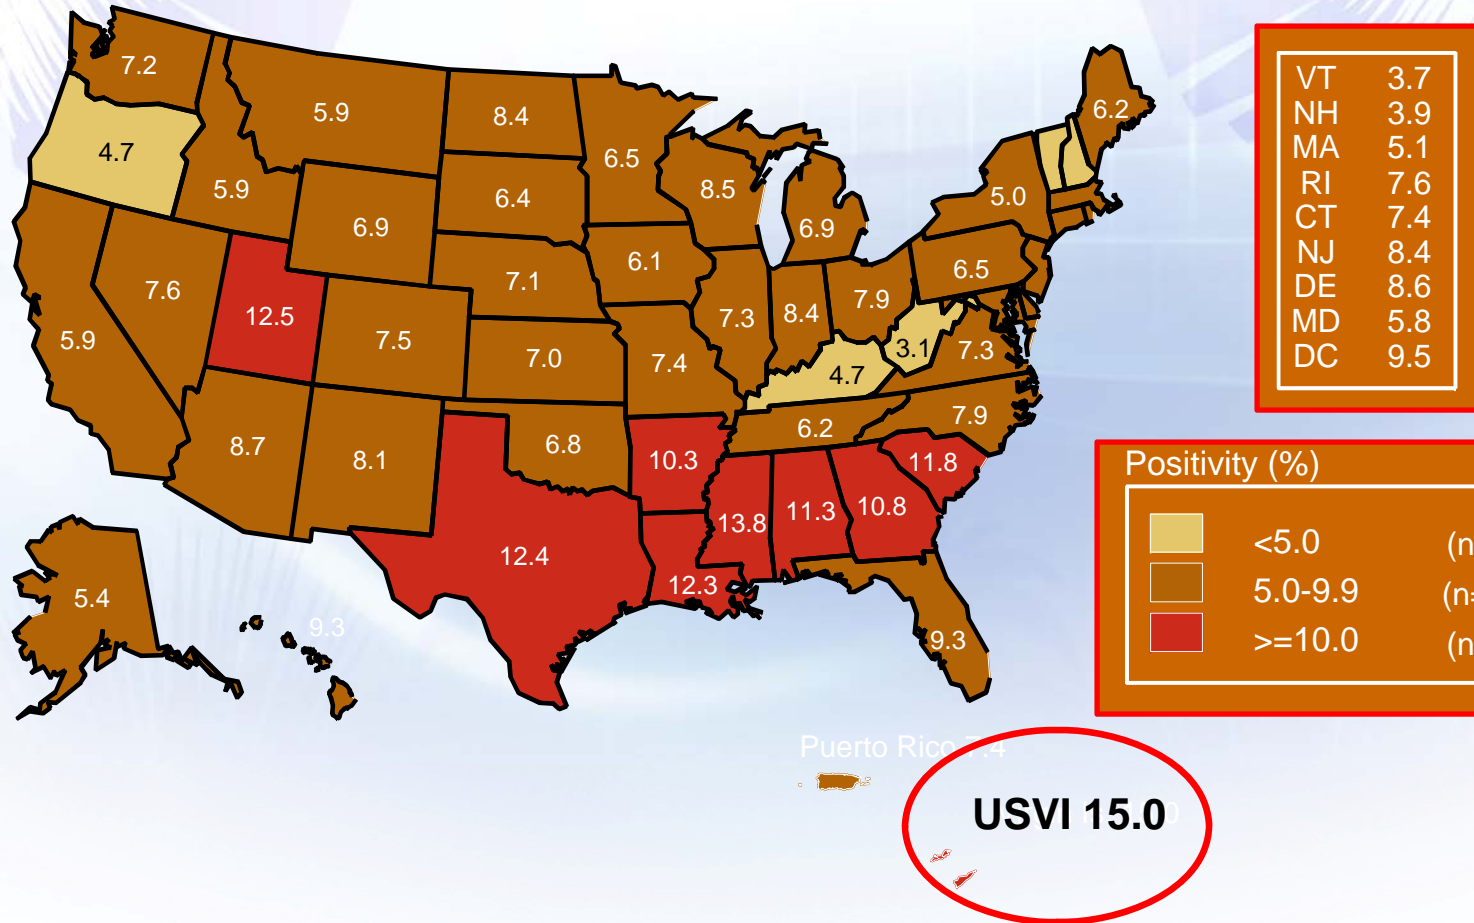 7.2
4.7
5.9
8.4
6.5
8.5
6.9
6.2
5.0
5.9
6.9
6.4
6.1
6.5
7.6
12.5
7.5
7.1
7.0
7.3
8.4
7.9
3.1
7.3
5.9
7.4
4.7
7.9
6.2
8.7
8.1
6.8
10.3
11.8
12.4
12.3
13.8
11.3
10.8
9.3
5.4
9.3
VT 3.7
NH 3.9
MA 5.1
RI 7.6
CT 7.4
NJ 8.4
DE 8.6
MD 5.8
DC 9.5
Positivity (%)
<5.0 (n
5.0-9.9 (n=
>=10.0 (n
Puerto Rico 7.4
USVI 15.0